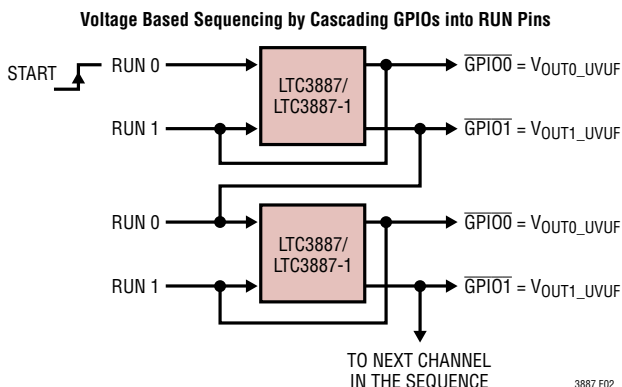 Voltage Based Sequencing by Cascading GPIOs into RUN Pins
START
RUN 0
LTC3887/
LTC3887-1
GPIO0 = VOUT0_UVUF
RUN 1
GPIO1 = VOUT1_UVUF
RUN 0
LTC3887/
LTC3887-1
GPIO0 = VOUT0_UVUF
RUN 1
GPIO1 = VOUT1_UVUF
TO NEXT CHANNEL
IN THE SEQUENCE
3887 F02